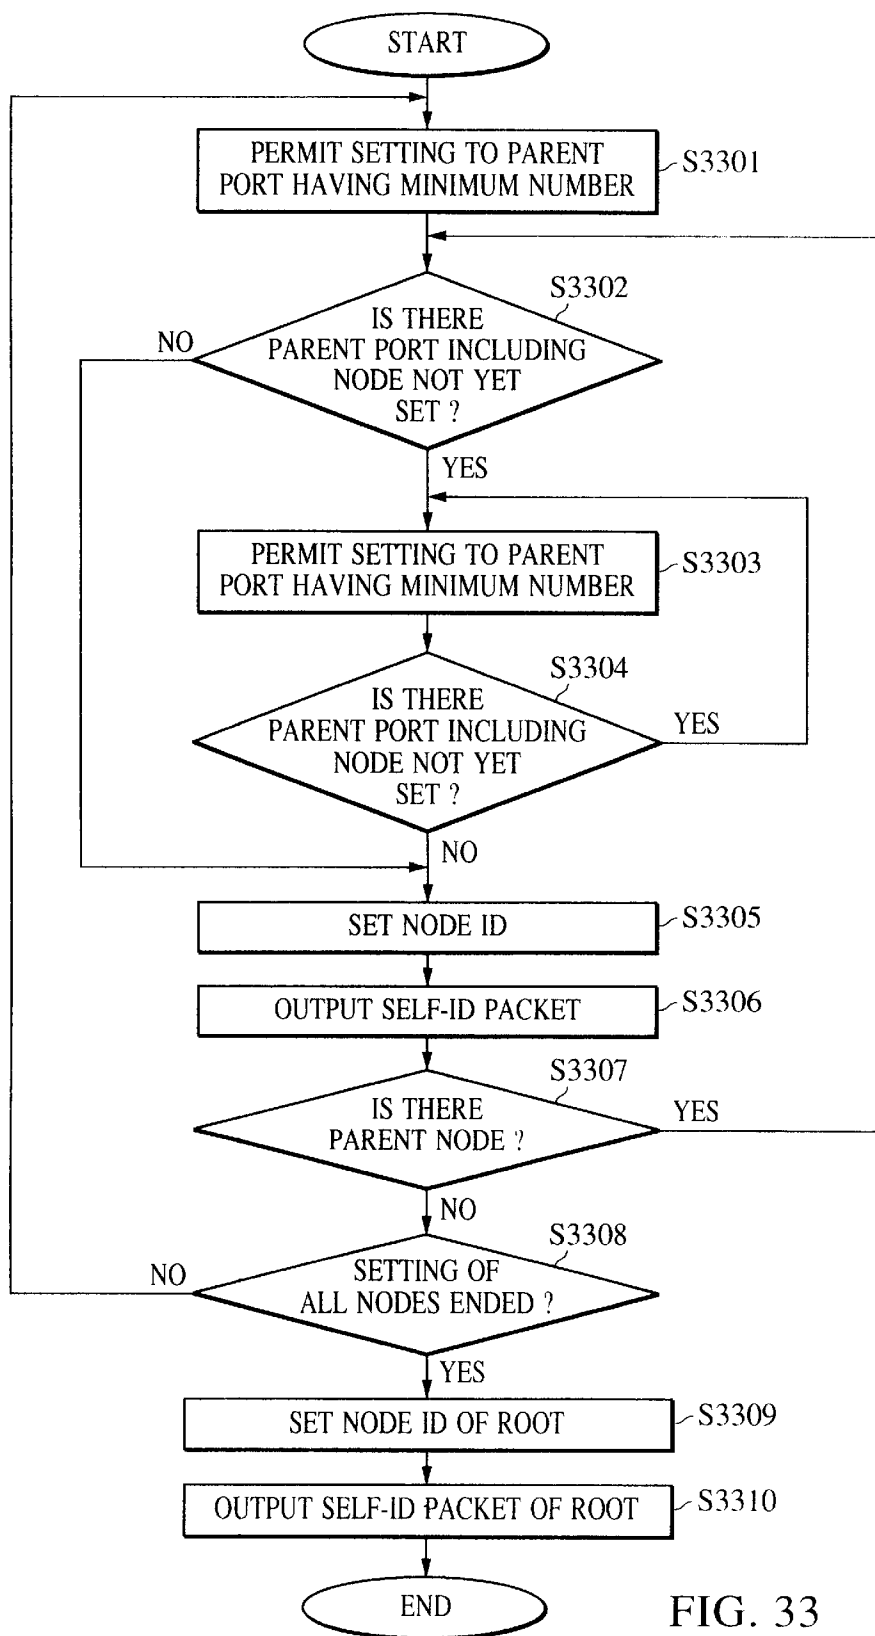 START
PERMIT SETTING TO PARENT
PORT HAVING MINIMUM NUMBER
S3301
S3302
IS THERE
PARENT PORT INCLUDING
NODE NOT YET
SET ?
NO
YES
PERMIT SETTING TO PARENT
PORT HAVING MINIMUM NUMBER
S3303
S3304
IS THERE
PARENT PORT INCLUDING
NODE NOT YET
SET ?
YES
NO
SET NODE ID
S3305
OUTPUT SELF-ID PACKET
S3306
S3307
IS THERE
PARENT NODE ?
YES
NO
S3308
SETTING OF
ALL NODES ENDED ?
NO
YES
SET NODE ID OF ROOT
S3309
OUTPUT SELF-ID PACKET OF ROOT
S3310
END
FIG. 33